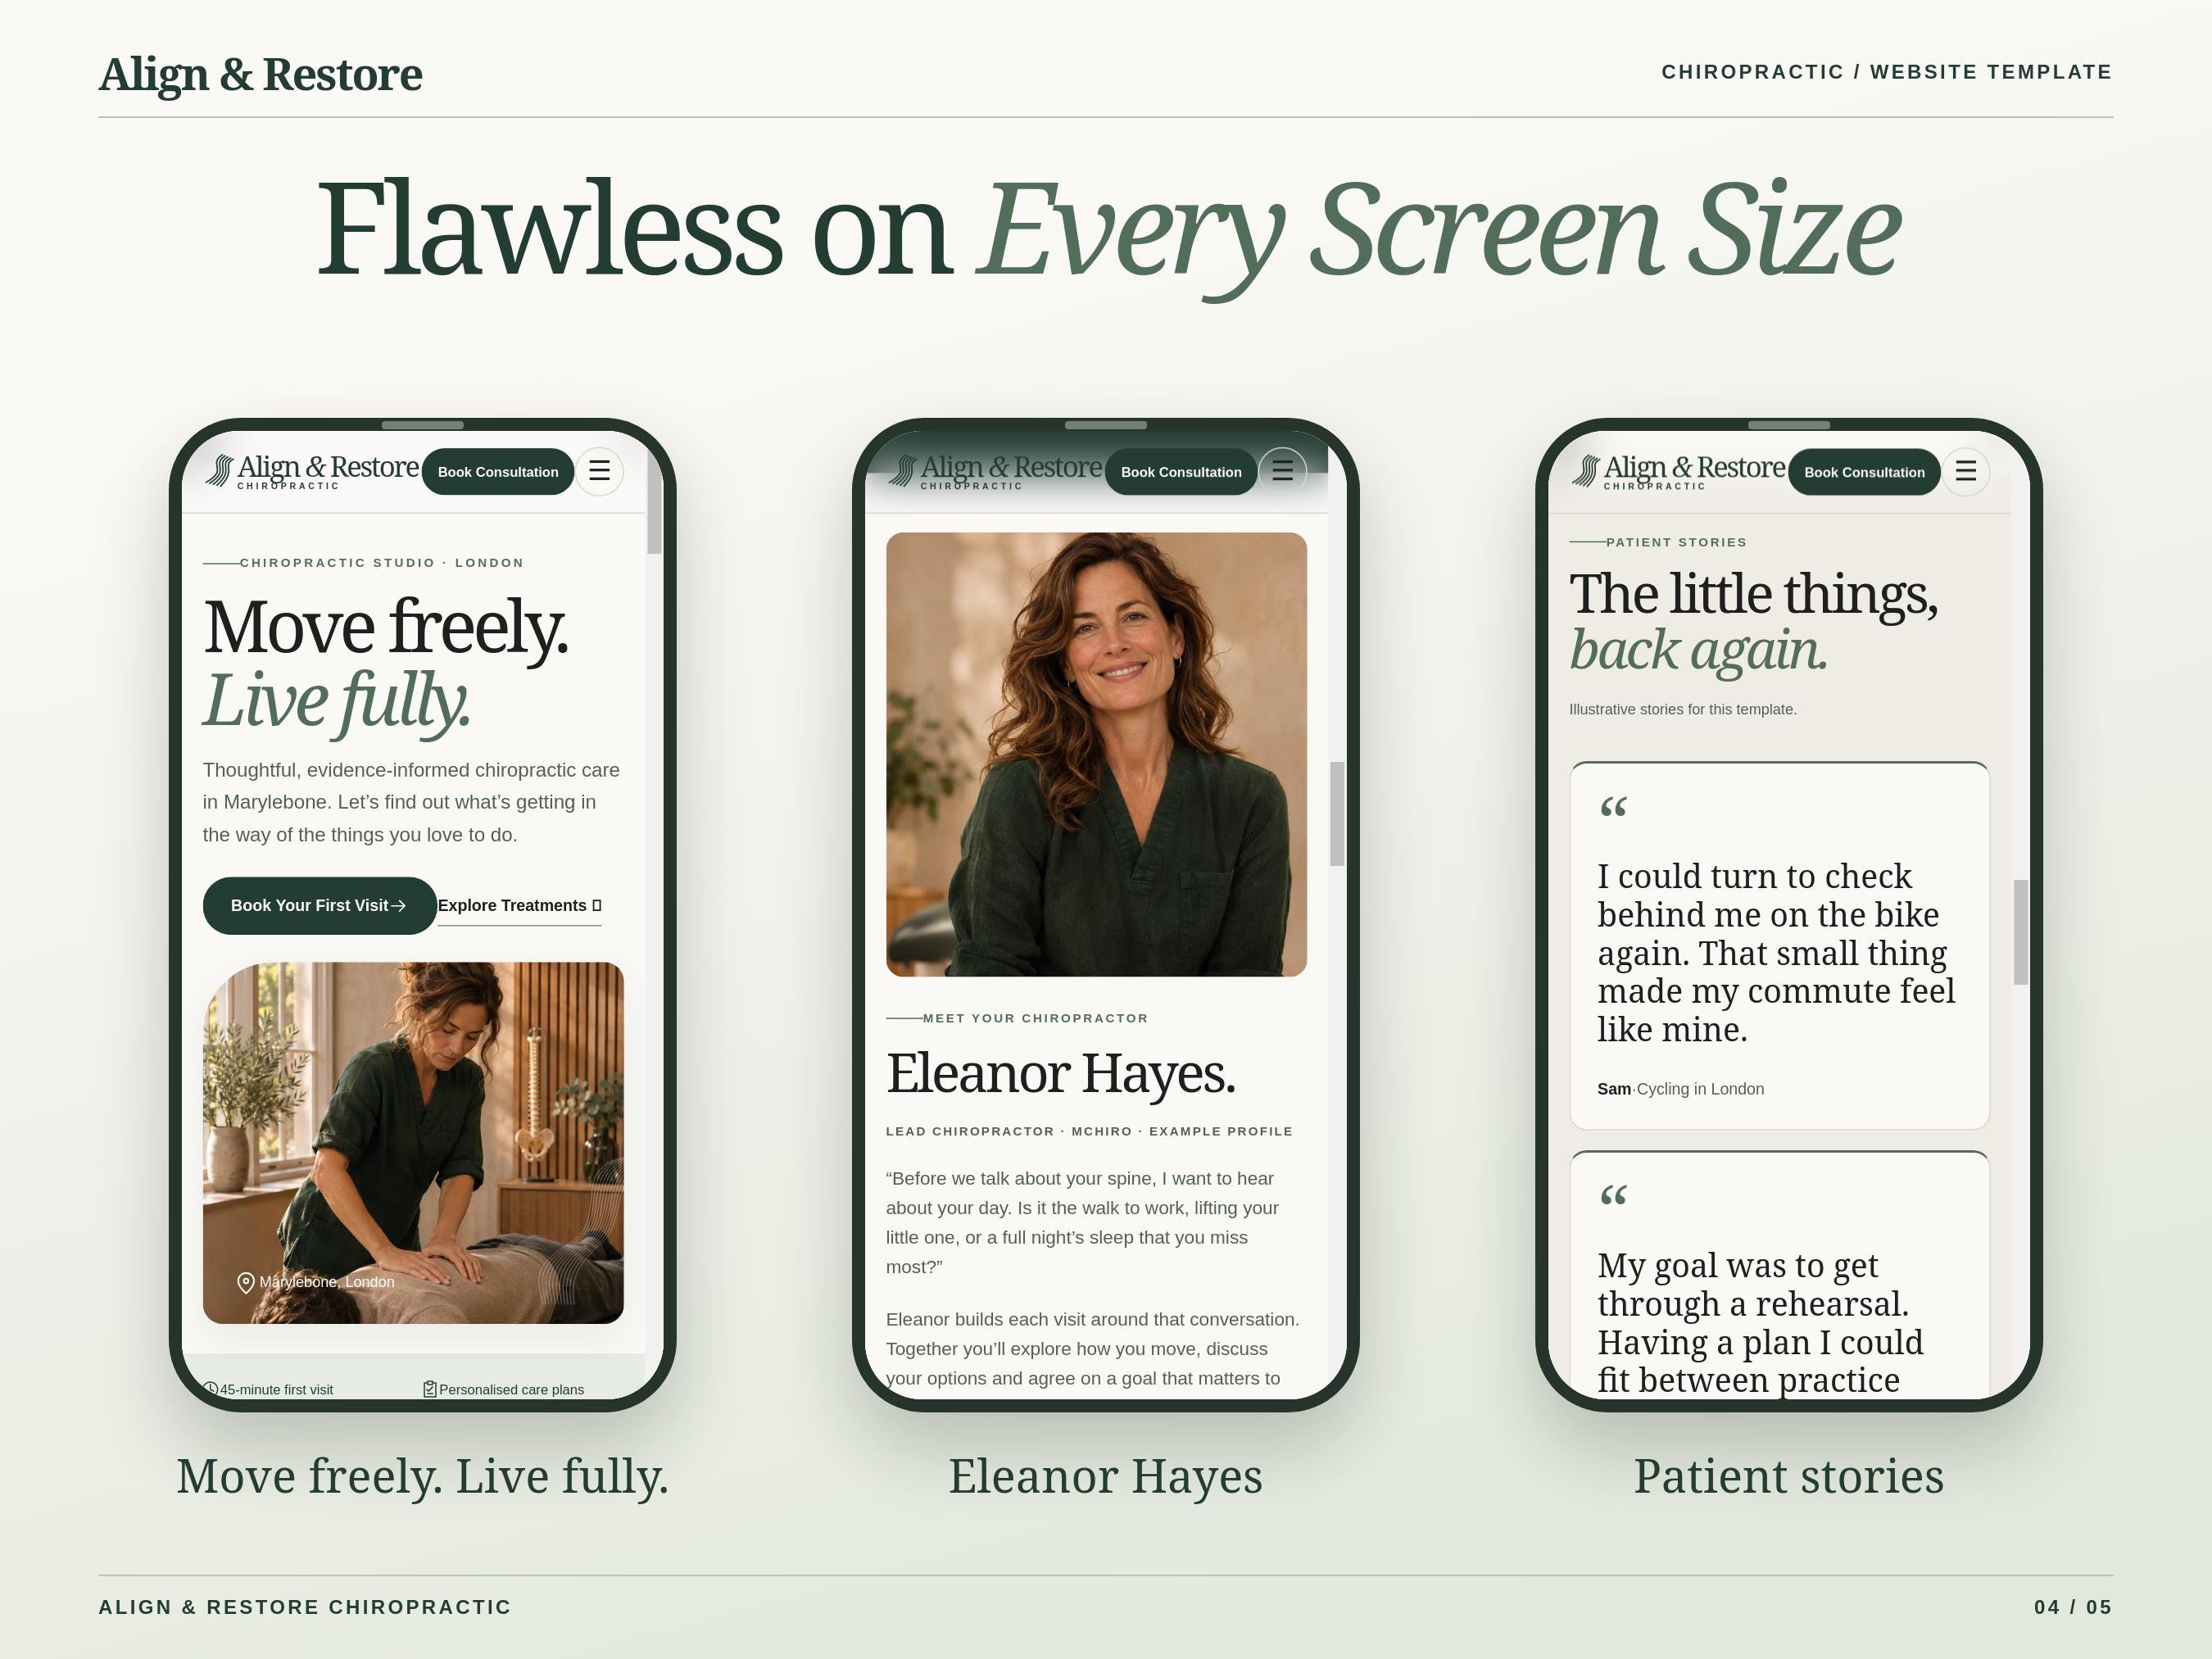 Align & Restore
CHIROPRACTIC / WEBSITE TEMPLATE
Flawless on Every Screen Size
Align & Restore
CHIROPRACTIC
Book Consultation
CHIROPRACTIC STUDIO · LONDON
Move freely.
Live fully.
Thoughtful, evidence-informed chiropractic care
in Marylebone. Let’s find out what’s getting in
the way of the things you love to do.
Book Your First Visit→
Explore Treatments
Marylebone, London
45-minute first visit
Personalised care plans
Move freely. Live fully.
Align & Restore
CHIROPRACTIC
Book Consultation
MEET YOUR CHIROPRACTOR
Eleanor Hayes.
LEAD CHIROPRACTOR · MCHIRO · EXAMPLE PROFILE
“Before we talk about your spine, I want to hear
about your day. Is it the walk to work, lifting your
little one, or a full night’s sleep that you miss
most?”
Eleanor builds each visit around that conversation.
Together you’ll explore how you move, discuss
your options and agree on a goal that matters to
Eleanor Hayes
Align & Restore
CHIROPRACTIC
Book Consultation
PATIENT STORIES
The little things,
back again.
Illustrative stories for this template.
“
I could turn to check
behind me on the bike
again. That small thing
made my commute feel
like mine.
Sam·Cycling in London
“
My goal was to get
through a rehearsal.
Having a plan I could
fit between practice
Patient stories
ALIGN & RESTORE CHIROPRACTIC
04 / 05